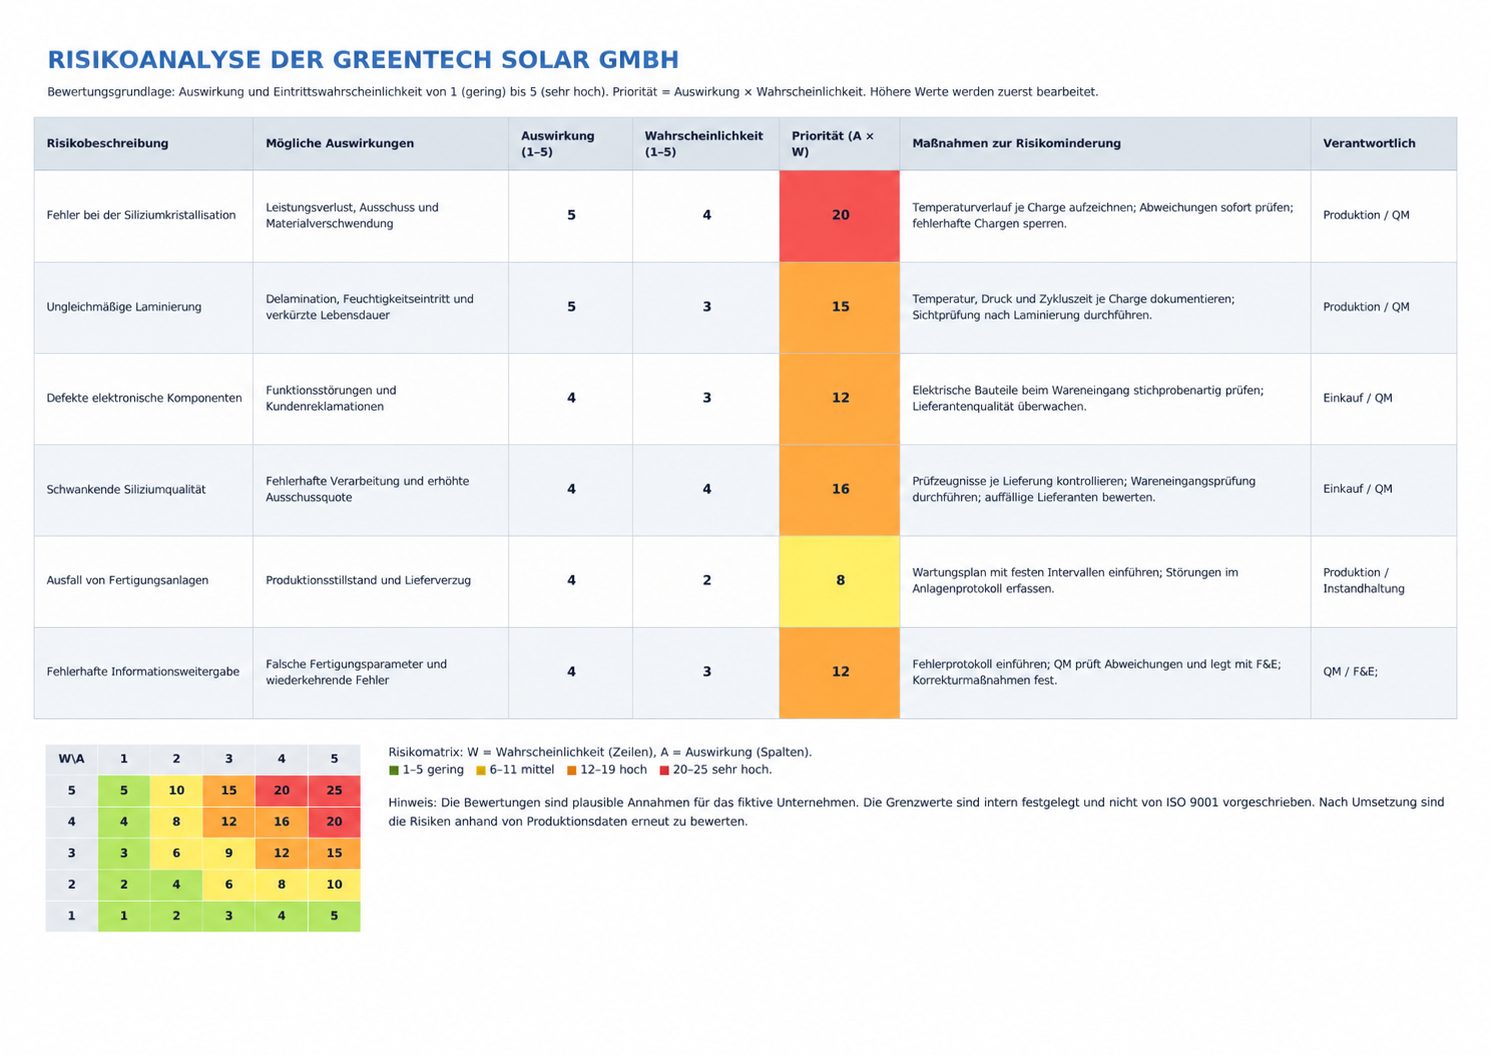 RISIKOANALYSE DER GREENTECH SOLAR GMBH
Bewertungsgrundlage: Auswirkung und Eintrittswahrscheinlichkeit von 1 (gering) bis 5 (sehr hoch). Priorität = Auswirkung × Wahrscheinlichkeit. Höhere Werte werden zuerst bearbeitet.
Risikobeschreibung
Mögliche Auswirkungen
Auswirkung
(1–5)
Wahrscheinlichkeit
(1–5)
Priorität (A ×
W)
Maßnahmen zur Risikominderung
Verantwortlich
Fehler bei der Siliziumkristallisation
Leistungsverlust, Ausschuss und
Materialverschwendung
5
4
20
Temperaturverlauf je Charge aufzeichnen; Abweichungen sofort prüfen;
fehlerhafte Chargen sperren.
Produktion / QM
Ungleichmäßige Laminierung
Delamination, Feuchtigkeitseintritt und
verkürzte Lebensdauer
5
3
15
Temperatur, Druck und Zykluszeit je Charge dokumentieren;
Sichtprüfung nach Laminierung durchführen.
Produktion / QM
Defekte elektronische Komponenten
Funktionsstörungen und
Kundenreklamationen
4
3
12
Elektrische Bauteile beim Wareneingang stichprobenartig prüfen;
Lieferantenqualität überwachen.
Einkauf / QM
Schwankende Siliziumqualität
Fehlerhafte Verarbeitung und erhöhte
Ausschussquote
4
4
16
Prüfzeugnisse je Lieferung kontrollieren; Wareneingangsprüfung
durchführen; auffällige Lieferanten bewerten.
Einkauf / QM
Ausfall von Fertigungsanlagen
Produktionsstillstand und Lieferverzug
4
2
8
Wartungsplan mit festen Intervallen einführen; Störungen im
Anlagenprotokoll erfassen.
Produktion /
Instandhaltung
Fehlerhafte Informationsweitergabe
Falsche Fertigungsparameter und
wiederkehrende Fehler
4
3
12
Fehlerprotokoll einführen; QM prüft Abweichungen und legt mit F&E;
Korrekturmaßnahmen fest.
QM / F&E;
W\A 1 2 3 4 5
5 5 10 15 20 25
4 4 8 12 16 20
3 3 6 9 12 15
2 2 4 6 8 10
1 1 2 3 4 5
Risikomatrix: W = Wahrscheinlichkeit (Zeilen), A = Auswirkung (Spalten).
1–5 gering 6–11 mittel 12–19 hoch 20–25 sehr hoch.
Hinweis: Die Bewertungen sind plausible Annahmen für das fiktive Unternehmen. Die Grenzwerte sind intern festgelegt und nicht von ISO 9001 vorgeschrieben. Nach Umsetzung sind
die Risiken anhand von Produktionsdaten erneut zu bewerten.